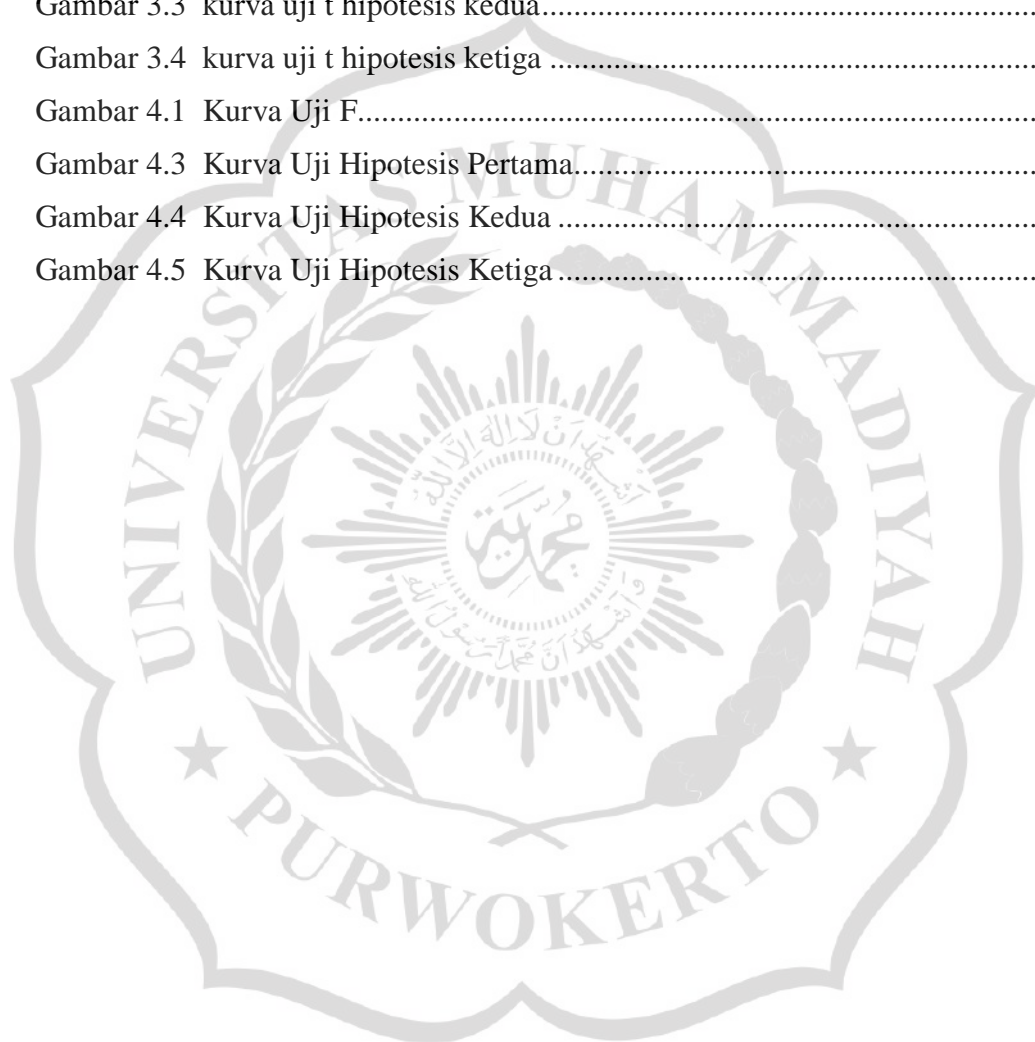 Gambar 3.3 kurva uji t hipotesis kedua
Gambar 3.4 kurva uji t hipotesis ketiga
Gambar 4.1 Kurva Uji F
Gambar 4.3 Kurva Uji Hipotesis Pertama
Gambar 4.4 Kurva Uji Hipotesis Kedua
Gambar 4.5 Kurva Uji Hipotesis Ketiga
UNIVERSITAS MUHAMMADIYAH
PURWOKERTO